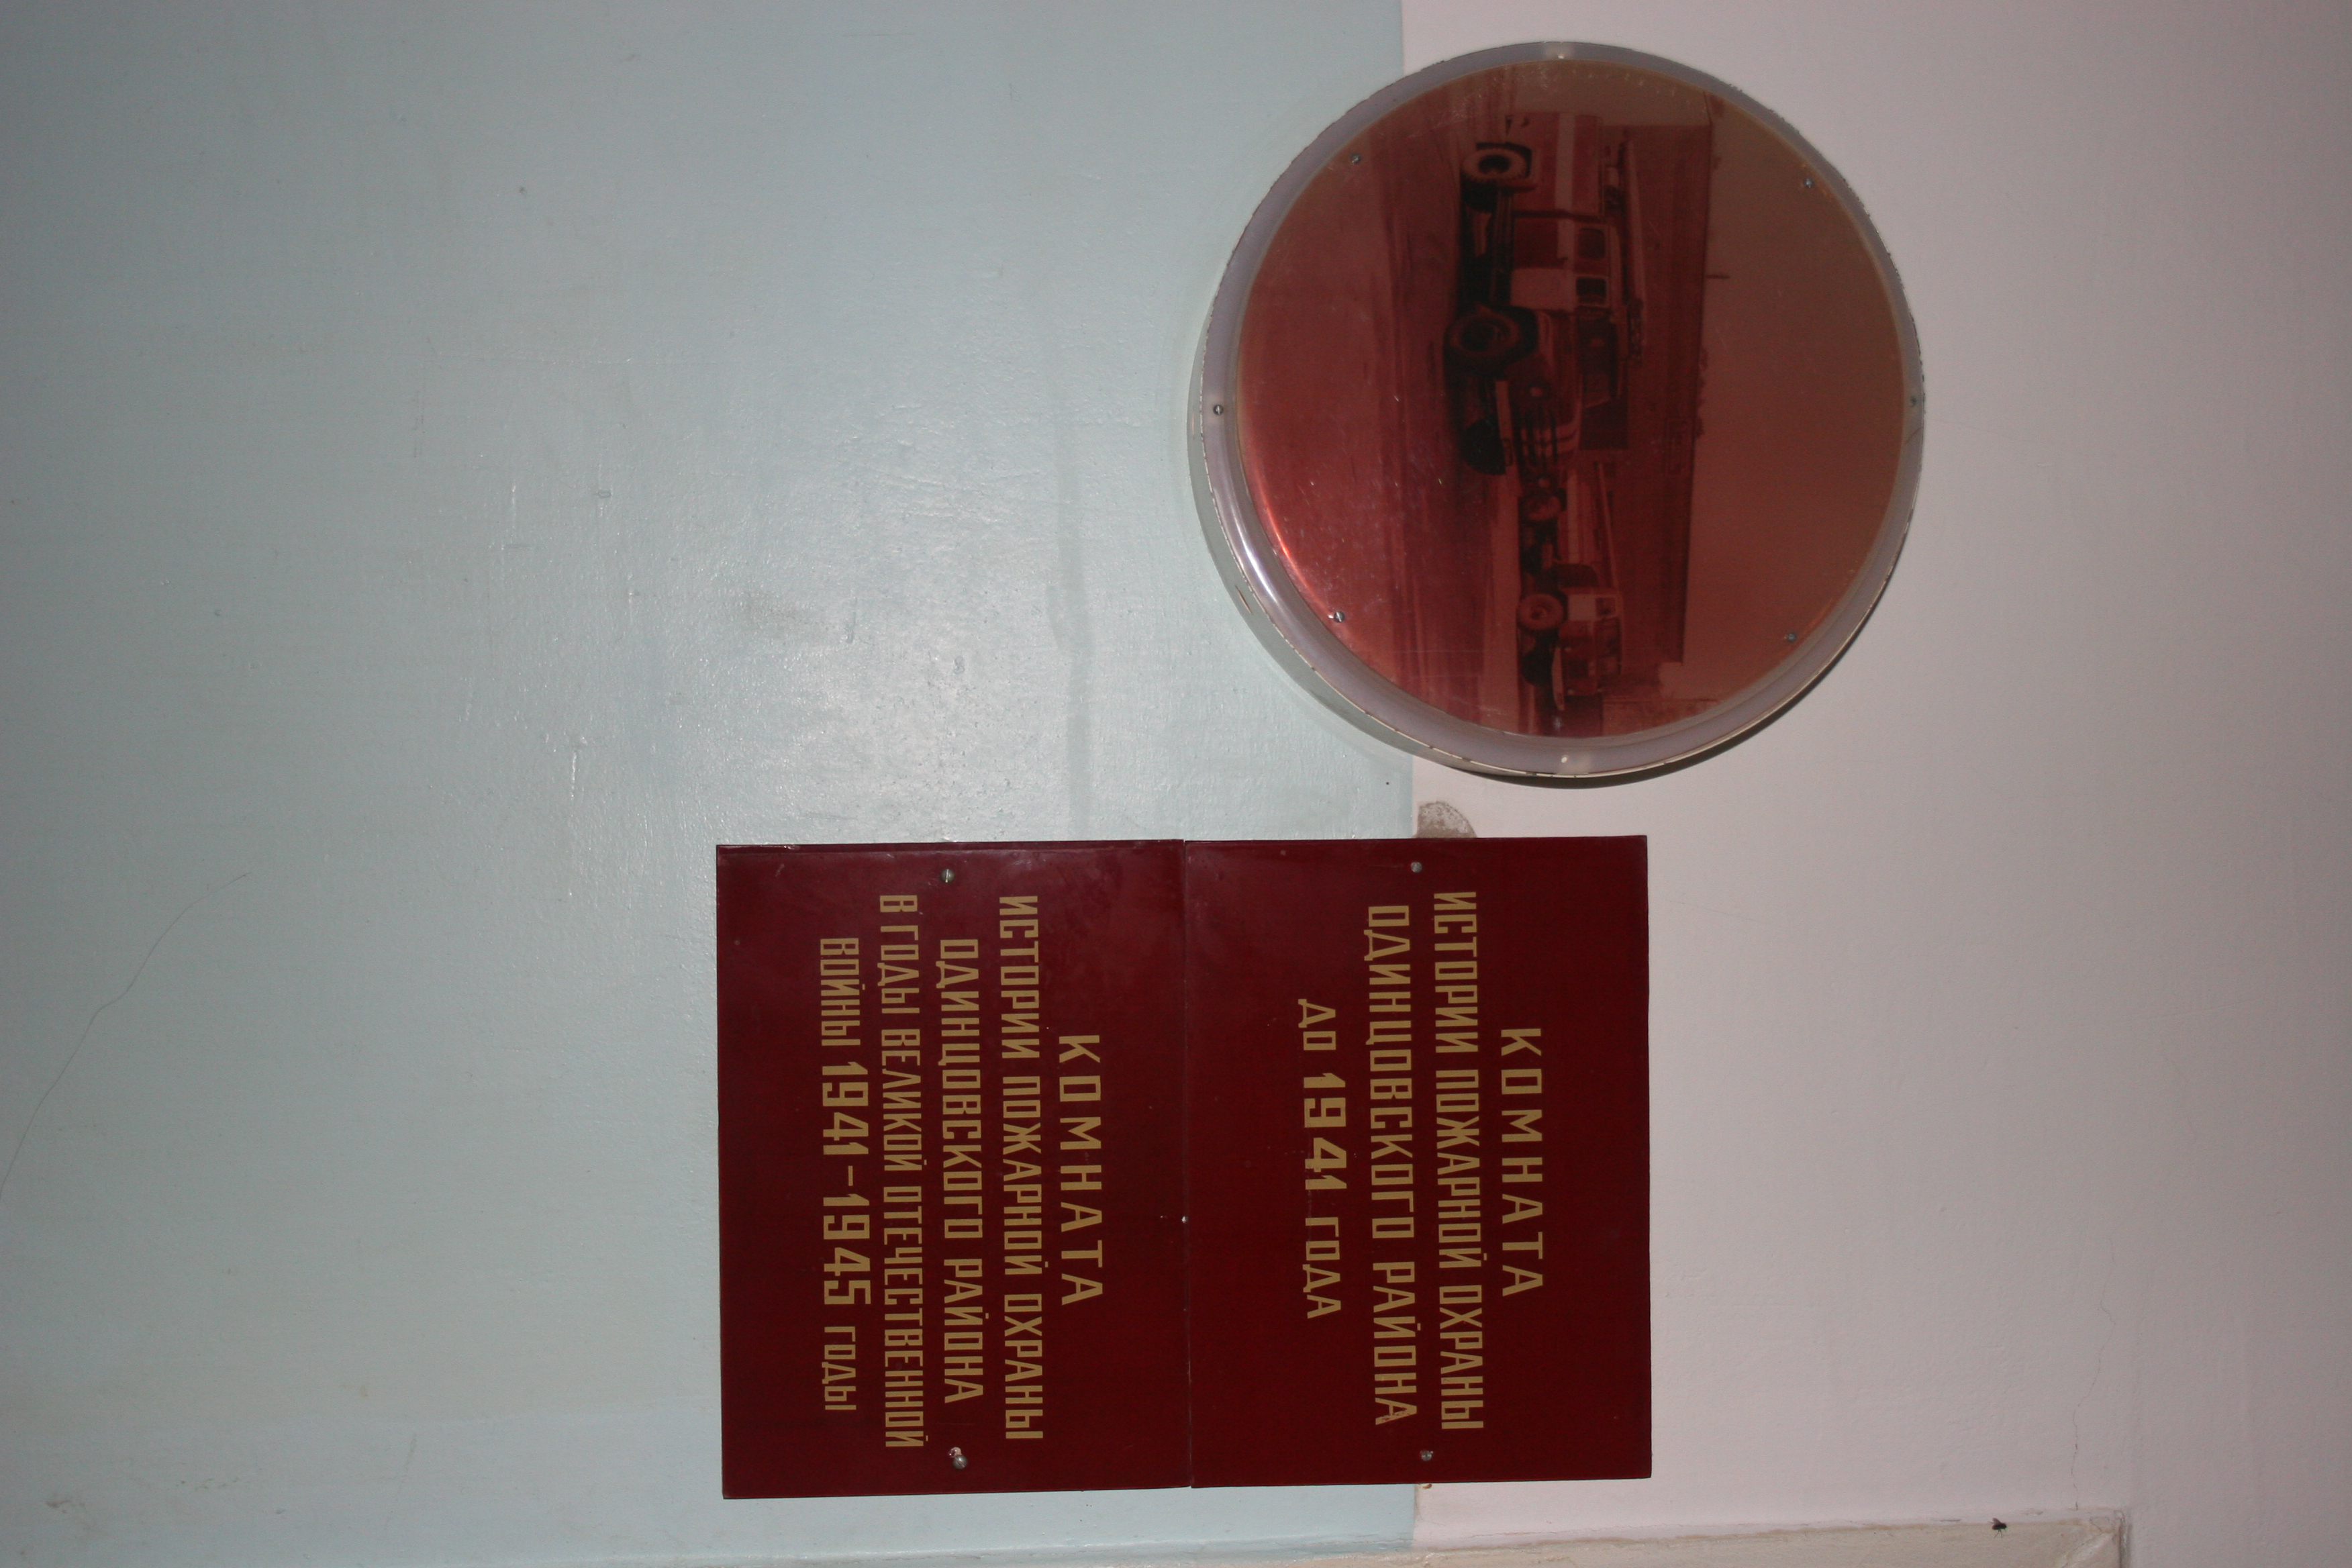 КОМНАТА
ИСТОРИИ ПОЖАРНОЙ ОХРАНЫ
ОДИНЦОВСКОГО РАЙОНА
ДО 1941 ГОДА
КОМНАТА
ИСТОРИИ ПОЖАРНОЙ ОХРАНЫ
ОДИНЦОВСКОГО РАЙОНА
В ГОДЫ ВЕЛИКОЙ ОТЕЧЕСТВЕННОЙ
ВОЙНЫ 1941-1945 ГОДЫ